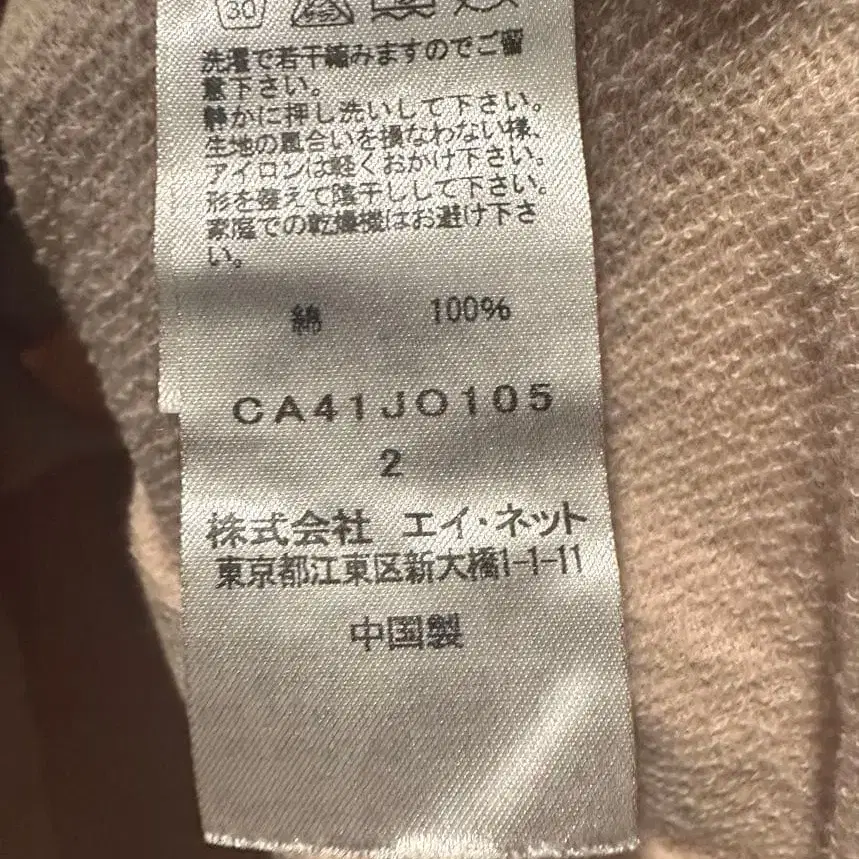 30
洗濯で若干縮みますのでご留
意下さい。
静かに押し洗いして下さい。
生地の風合いを損なわない様、
アイロンは軽くおかけ下さい。
形を整えて陰干しして下さい。
家庭での乾燥機はお避け下さ
い。
綿 100%
CA41JO105
2
株式会社 エイ・ネット
東京都江東区新大橋1-1-11
中国製